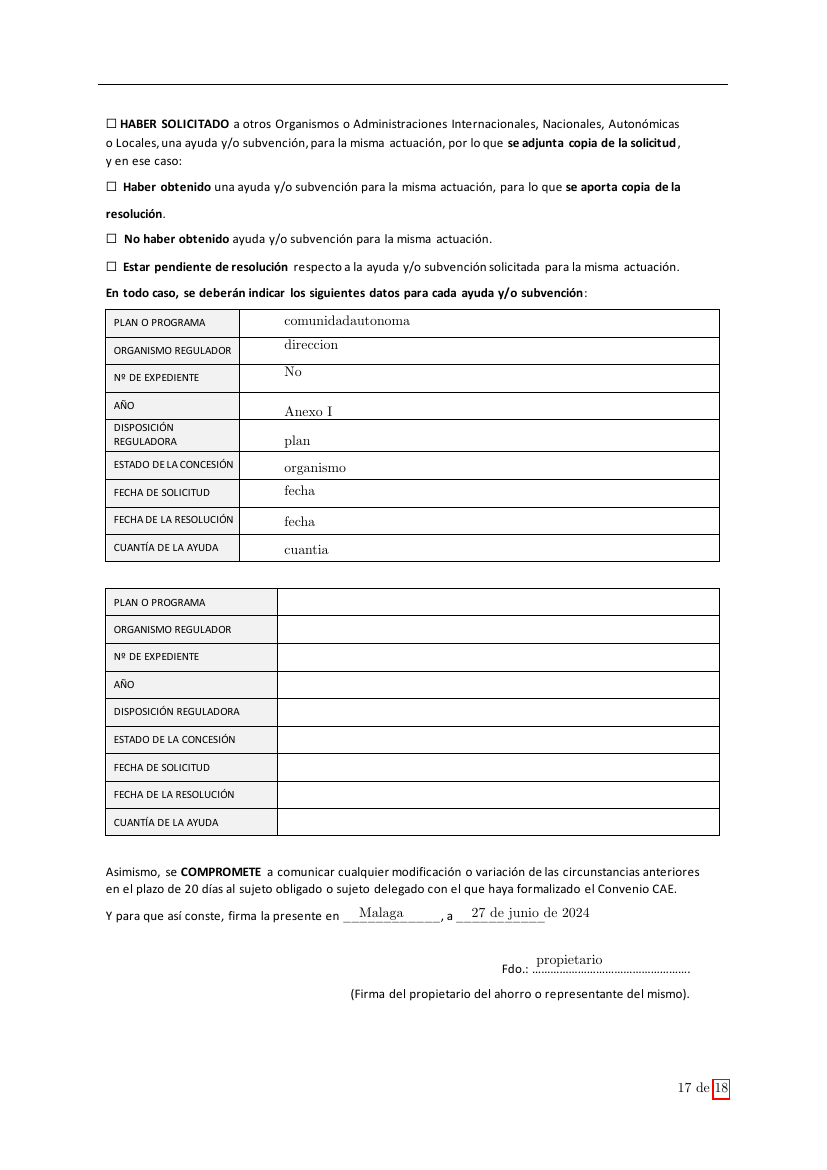 ☐ HABER SOLICITADO a otros Organismos o Administraciones Internacionales, Nacionales, Autonómicas
o Locales, una ayuda y/o subvención, para la misma actuación, por lo que se adjunta copia de la solicitud,
y en ese caso:
☐ Haber obtenido una ayuda y/o subvención para la misma actuación, para lo que se aporta copia de la
resolución.
☐ No haber obtenido ayuda y/o subvención para la misma actuación.
☐ Estar pendiente de resolución respecto a la ayuda y/o subvención solicitada para la misma actuación.
En todo caso, se deberán indicar los siguientes datos para cada ayuda y/o subvención:
PLAN O PROGRAMA comunidadautonoma
ORGANISMO REGULADOR direccion
Nº DE EXPEDIENTE No
AÑO Anexo I
DISPOSICIÓN
REGULADORA plan
ESTADO DE LA CONCESIÓN organismo
FECHA DE SOLICITUD fecha
FECHA DE LA RESOLUCIÓN fecha
CUANTÍA DE LA AYUDA cuantia
PLAN O PROGRAMA
ORGANISMO REGULADOR
Nº DE EXPEDIENTE
AÑO
DISPOSICIÓN REGULADORA
ESTADO DE LA CONCESIÓN
FECHA DE SOLICITUD
FECHA DE LA RESOLUCIÓN
CUANTÍA DE LA AYUDA
Asimismo, se COMPROMETE a comunicar cualquier modificación o variación de las circunstancias anteriores
en el plazo de 20 días al sujeto obligado o sujeto delegado con el que haya formalizado el Convenio CAE.
Y para que así conste, firma la presente en Malaga, a 27 de junio de 2024
Fdo.: propietario
(Firma del propietario del ahorro o representante del mismo).
17 de 18